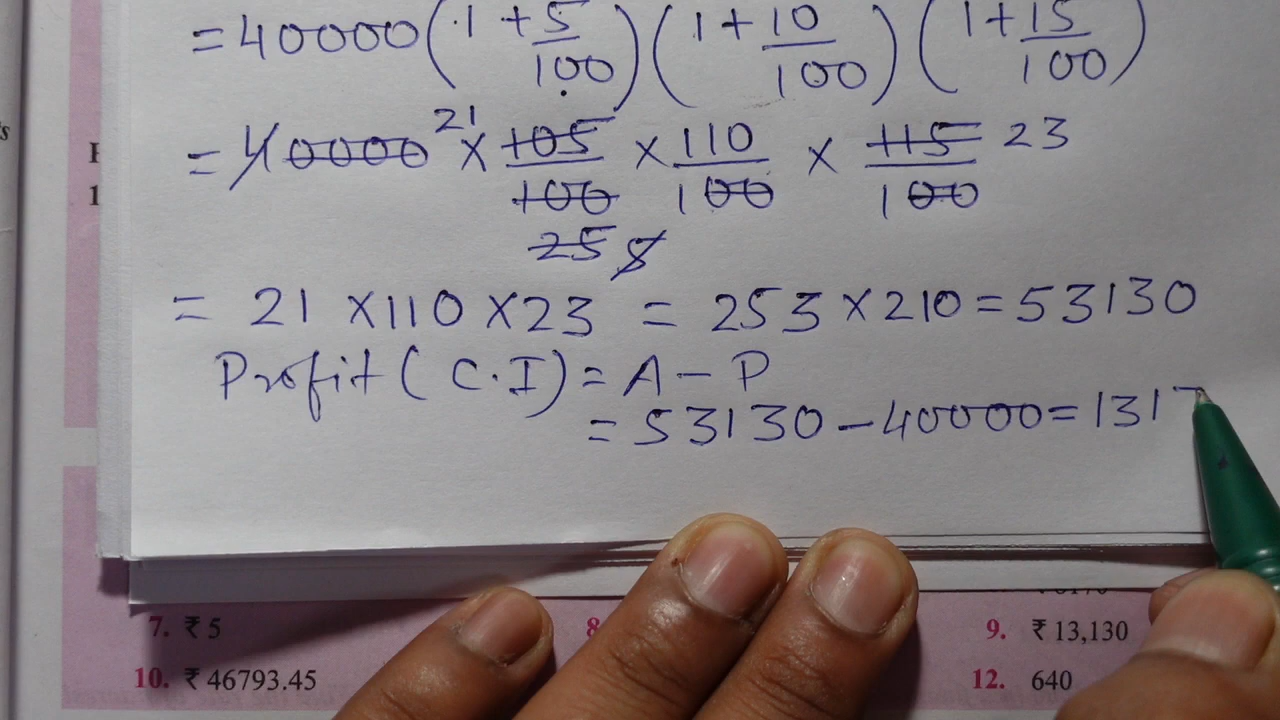 = 40000 (1 + 5/100) (1 + 10/100) (1 + 15/100)
= 40000 21 × 105/100 × 110/100 × 115/100 23
25 5
= 21 × 110 × 23 = 253 × 210 = 53130
Profit (C.I) = A - P
= 53130 - 40000 = 131
7. ₹ 5
8
9. ₹ 13,130
10. ₹ 46793.45
12. 640